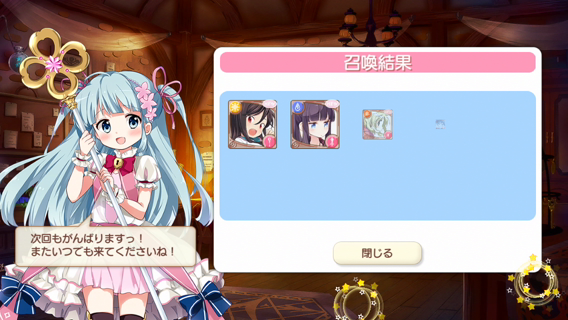 召喚結果
次回もがんばりますっ！
またいつでも来てくださいね！
閉じる